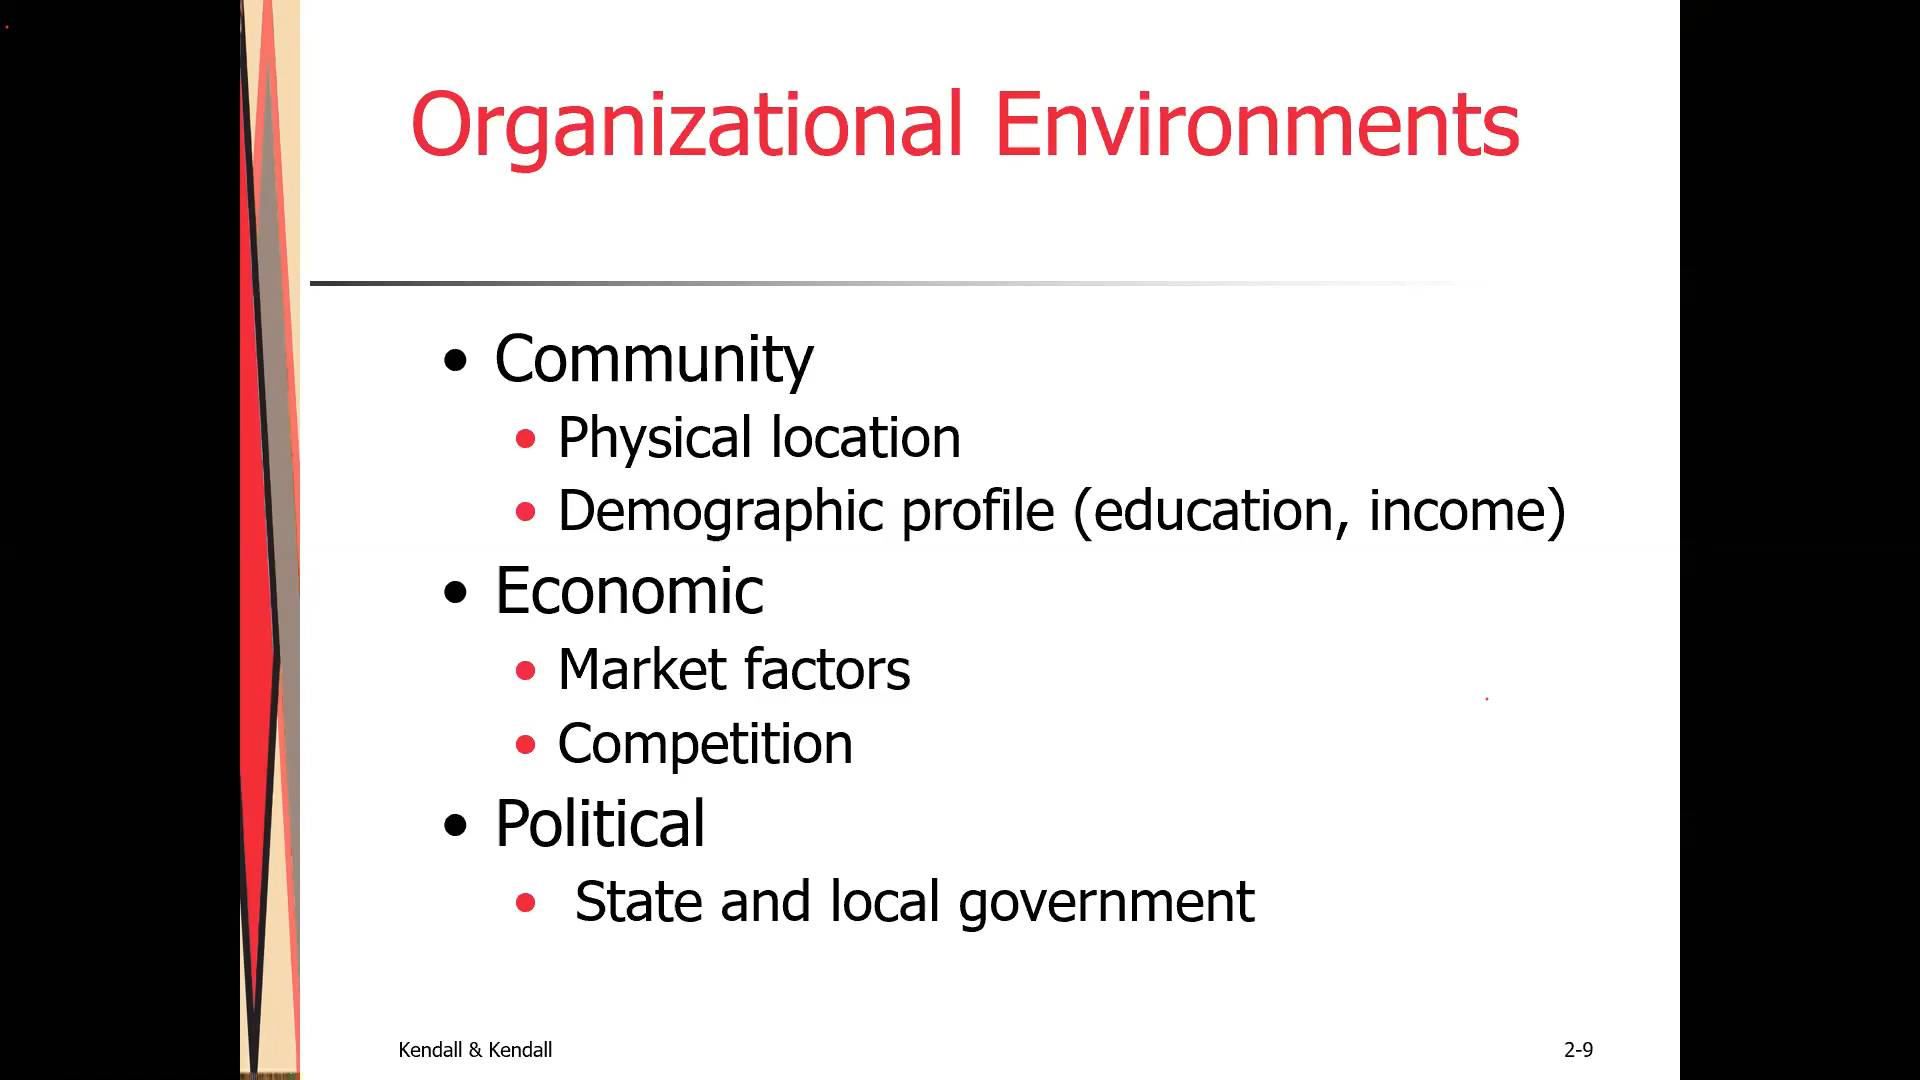 Organizational Environments
• Community
• Physical location
• Demographic profile (education, income)
• Economic
• Market factors
• Competition
• Political
• State and local government
Kendall & Kendall
2-9